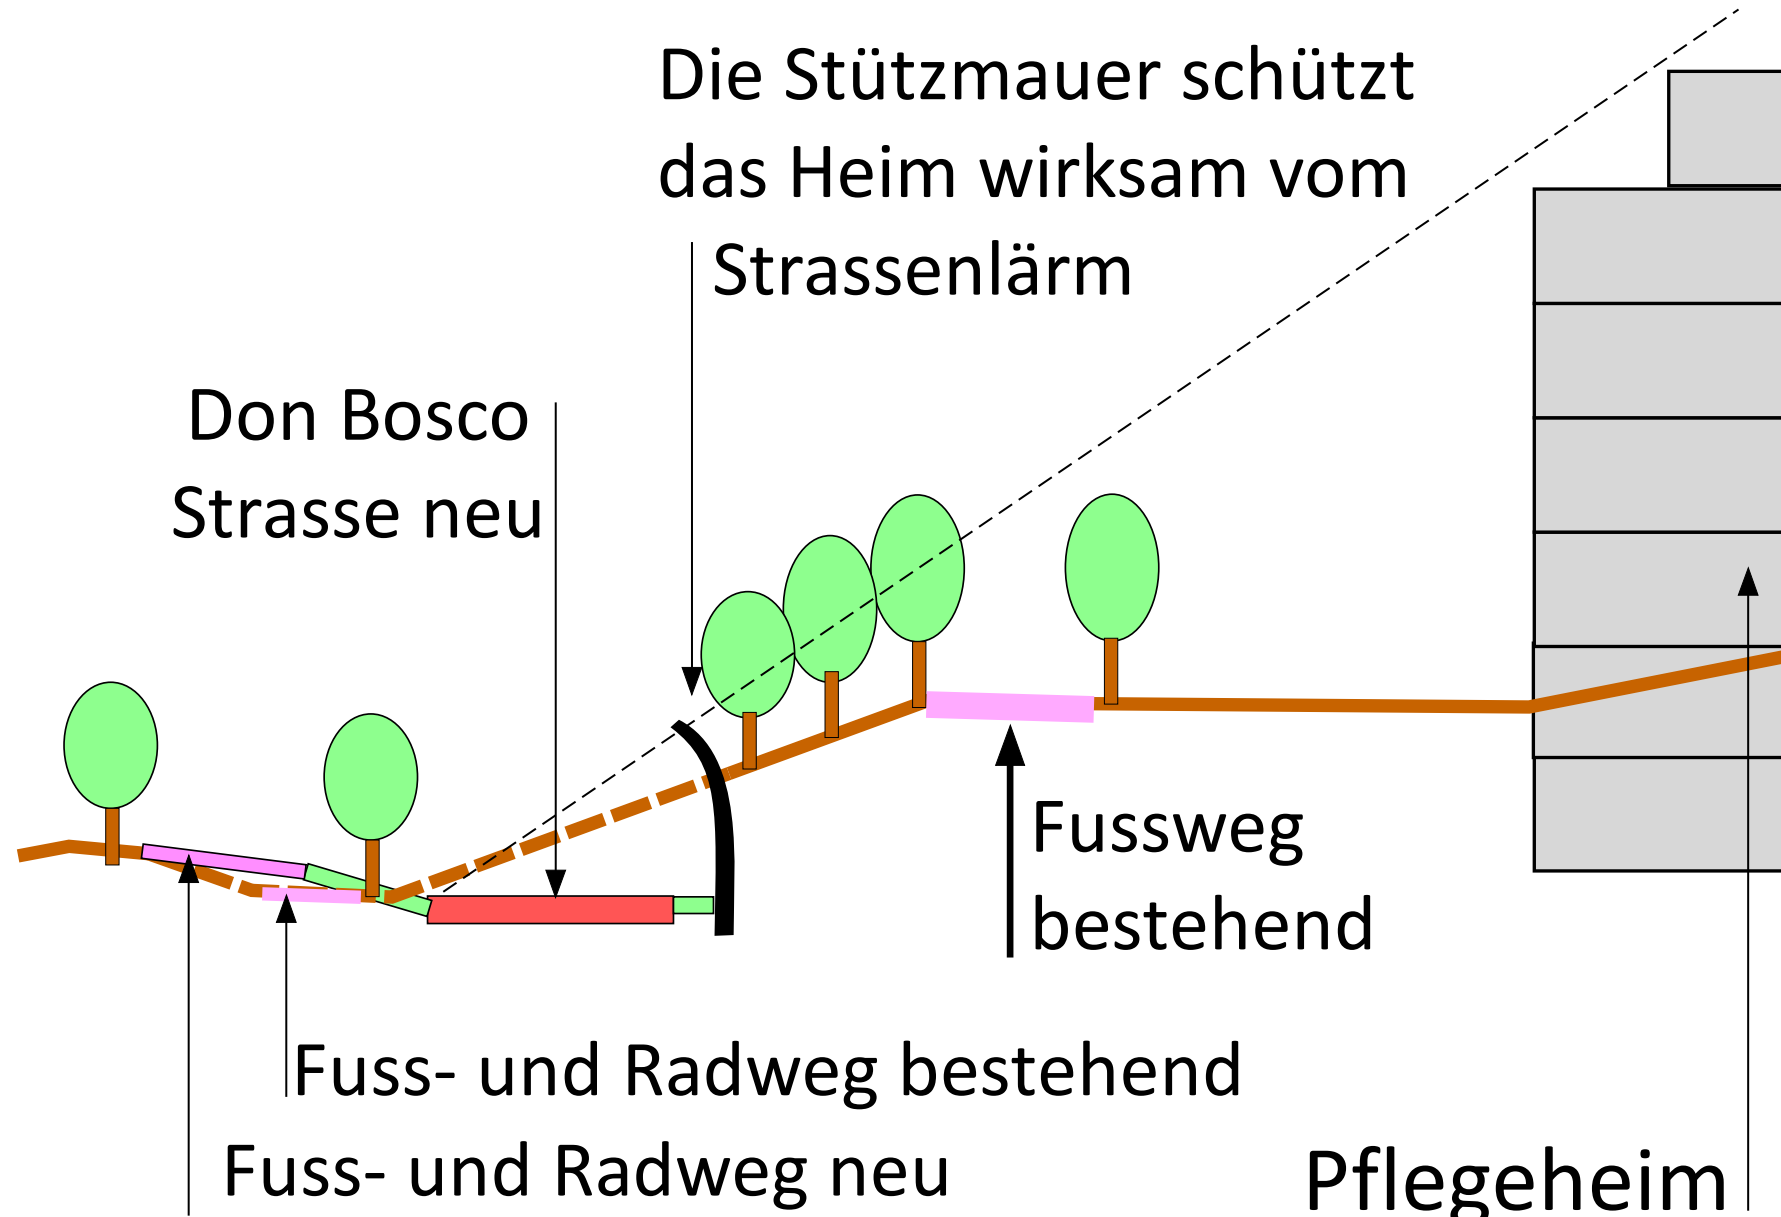 Die Stützmauer schützt
das Heim wirksam vom
Strassenlärm
Don Bosco
Strasse neu
Fussweg
bestehend
Fuss- und Radweg bestehend
Fuss- und Radweg neu
Pflegeheim